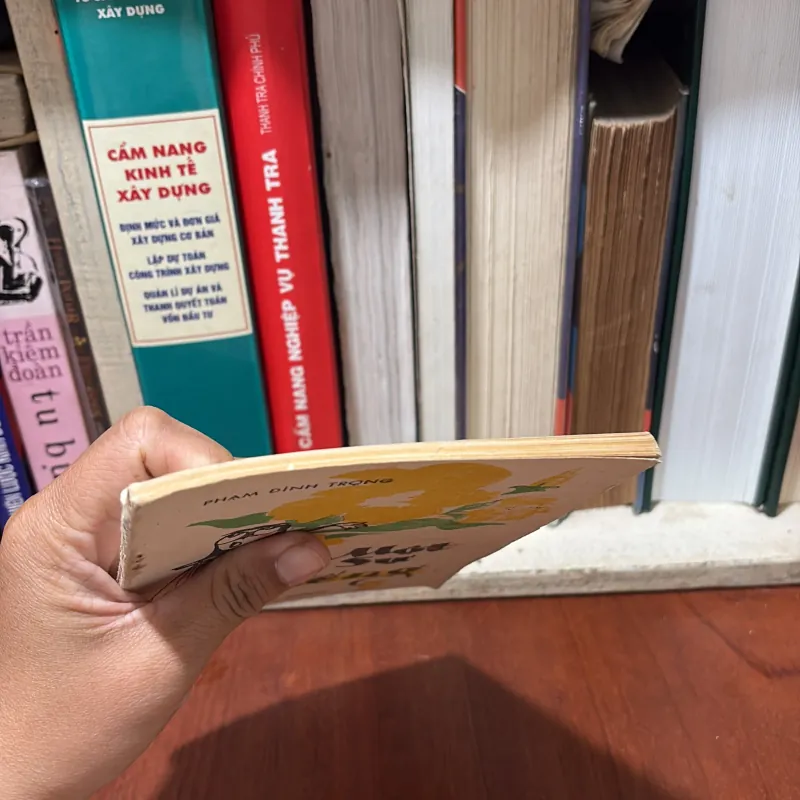 XÂY DỰNG
CẨM NANG
KINH TẾ
XÂY DỰNG
ĐỊNH MỨC VÀ ĐƠN GIÁ
XÂY DỰNG CƠ BẢN
LẬP DỰ TOÁN
CÔNG TRÌNH XÂY DỰNG
QUẢN LÍ DỰ ÁN VÀ
THANH QUYẾT TOÁN
VỐN ĐẦU TƯ
THANH TRA CHÍNH PHỦ
CẨM NANG NGHIỆP VỤ THANH TRA
trần
kiêm
đoàn
tu bụ
PHẠM ĐÌNH TRỌNG